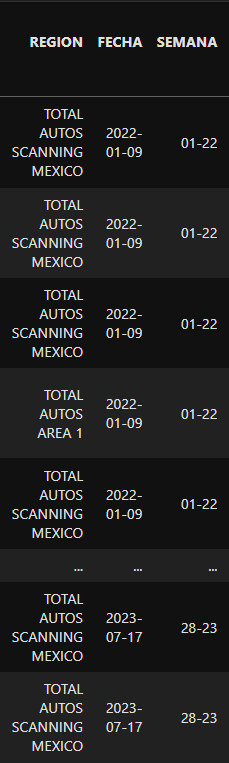 REGION FECHA SEMANA
TOTAL
AUTOS
SCANNING
MEXICO 2022-
01-09 01-22
TOTAL
AUTOS
SCANNING
MEXICO 2022-
01-09 01-22
TOTAL
AUTOS
SCANNING
MEXICO 2022-
01-09 01-22
TOTAL
AUTOS
AREA 1 2022-
01-09 01-22
TOTAL
AUTOS
SCANNING
MEXICO 2022-
01-09 01-22
... ... ...
TOTAL
AUTOS
SCANNING
MEXICO 2023-
07-17 28-23
TOTAL
AUTOS
SCANNING
MEXICO 2023-
07-17 28-23